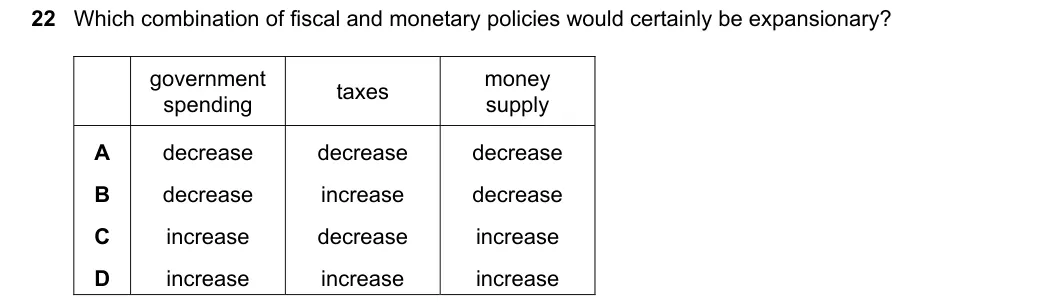 22 Which combination of fiscal and monetary policies would certainly be expansionary?
government spending taxes money supply
A decrease decrease decrease
B decrease increase decrease
C increase decrease increase
D increase increase increase